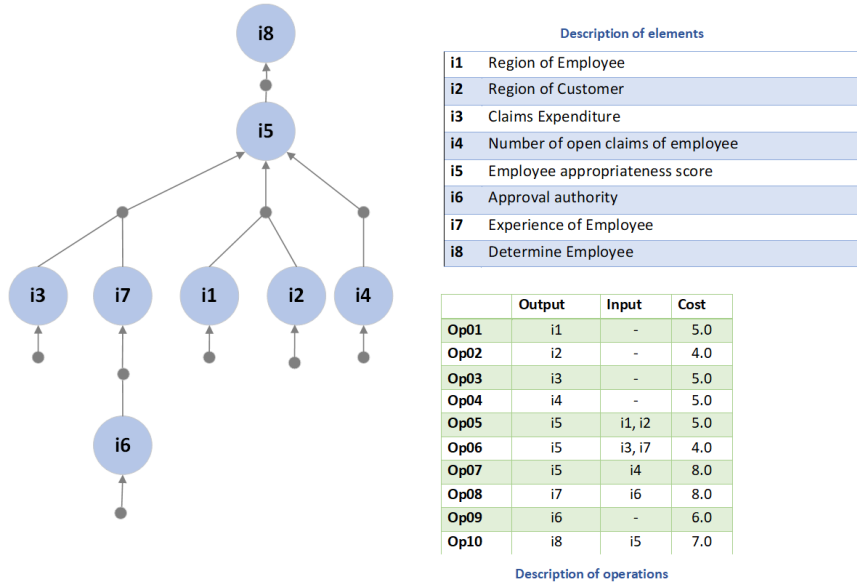 i8
i5
i3 i7 i1 i2 i4
i6
Description of elements
i1 Region of Employee
i2 Region of Customer
i3 Claims Expenditure
i4 Number of open claims of employee
i5 Employee appropriateness score
i6 Approval authority
i7 Experience of Employee
i8 Determine Employee
Output Input Cost
Op01 i1 - 5.0
Op02 i2 - 4.0
Op03 i3 - 5.0
Op04 i4 - 5.0
Op05 i5 i1, i2 5.0
Op06 i5 i3, i7 4.0
Op07 i5 i4 8.0
Op08 i7 i6 8.0
Op09 i6 - 6.0
Op10 i8 i5 7.0
Description of operations